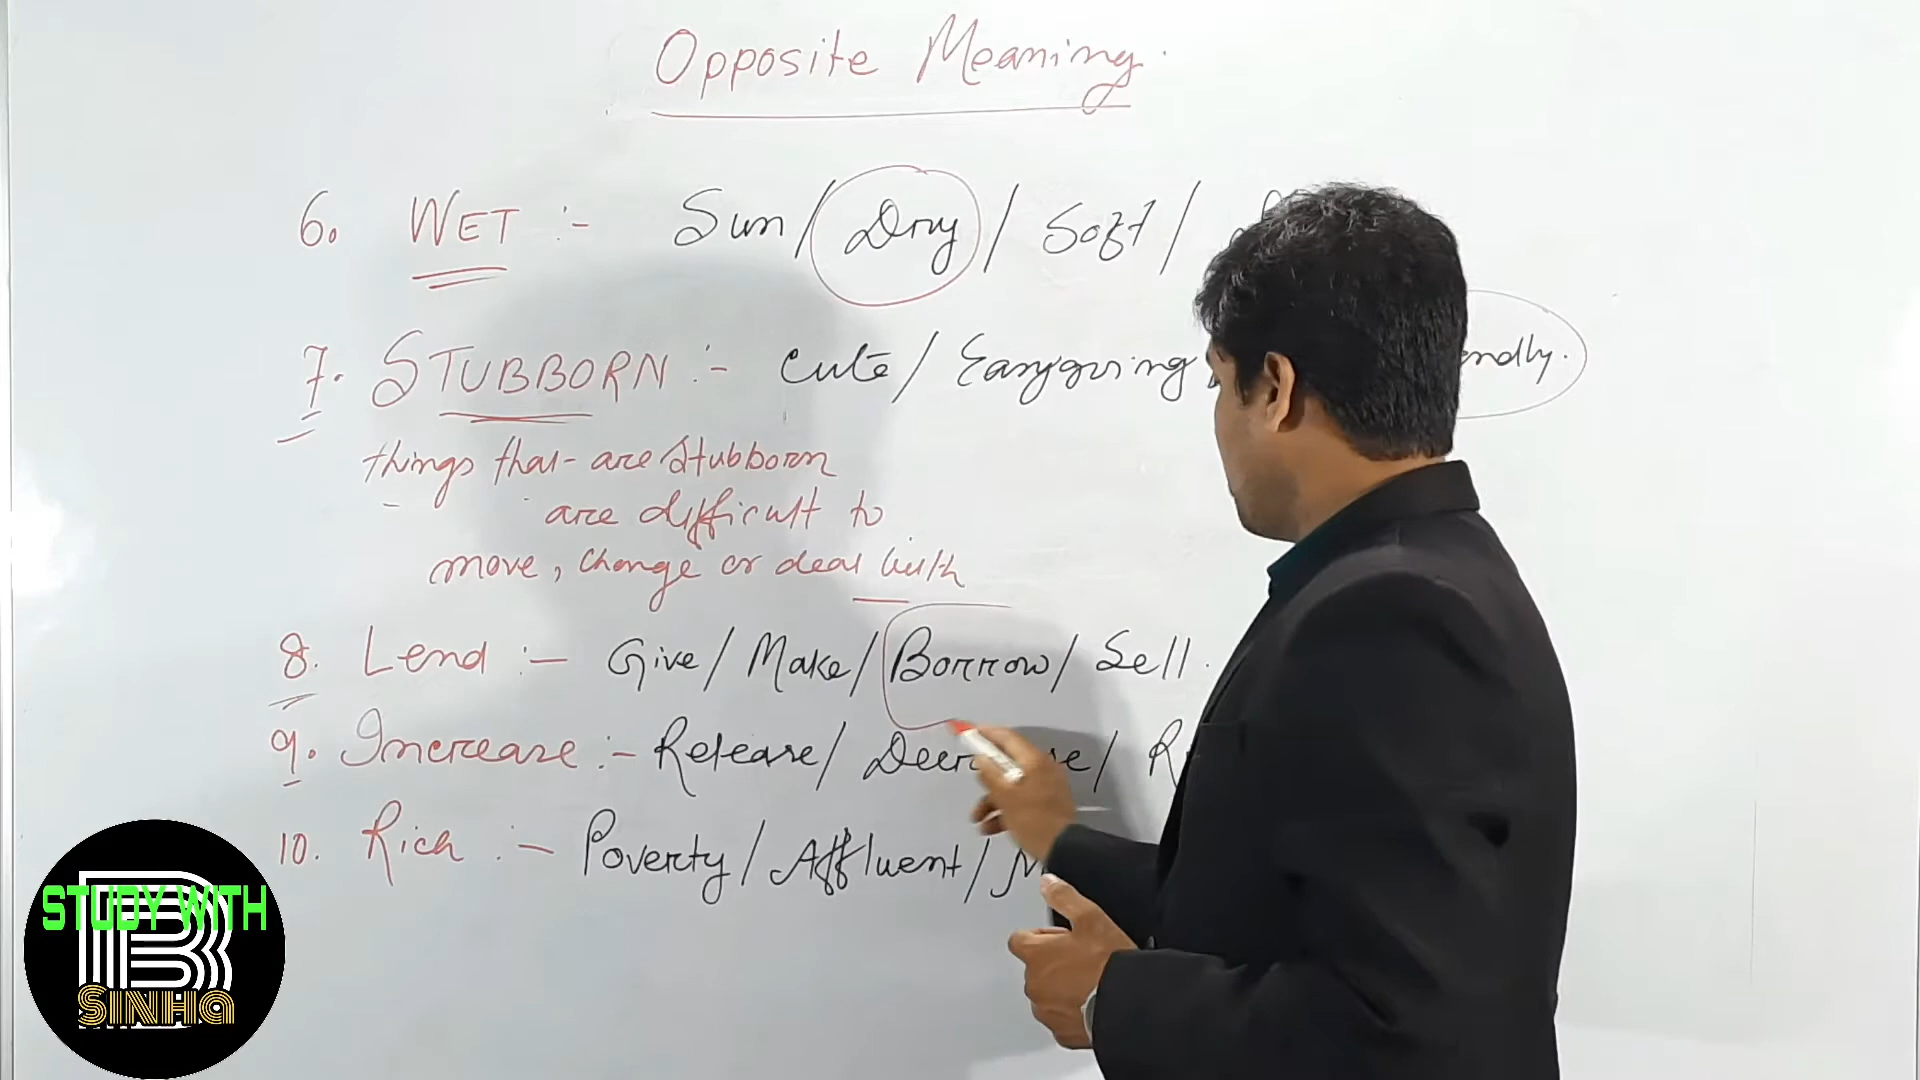 Opposite Meaning.
6. WET :- Sun / Dry / Soft /
7. STUBBORN :- Cute / Easygoing endly.
things that are stubborn
are difficult to
move, change or deal with
8. Lend :- Give / Make / Borrow / Sell.
9. Increase :- Release / Decrease / R
10. Rich :- Poverty / Affluent / M
STUDY WITH
B
SINHa